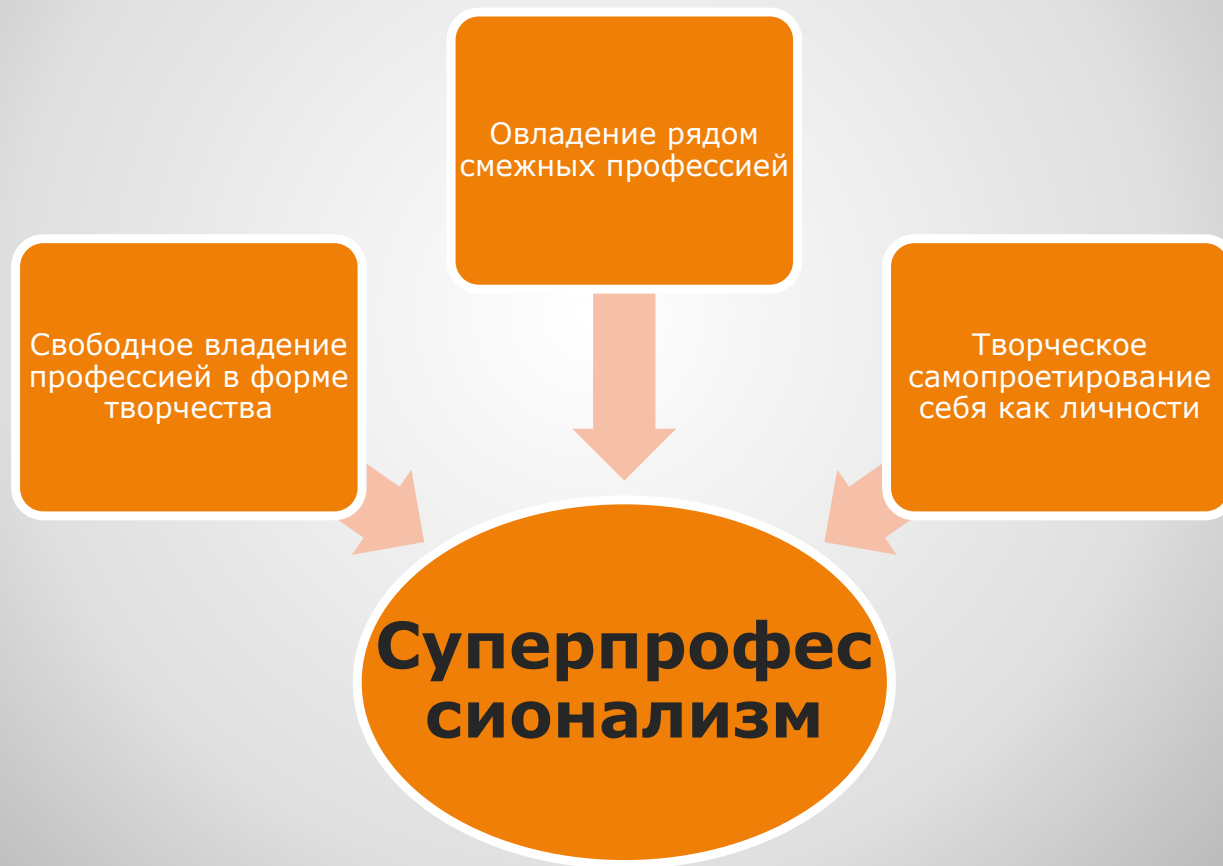 Овладение рядом
смежных профессией
Свободное владение
профессией в форме
творчества
Творческое
самопроетирование
себя как личности
Суперпрофес
сионализм